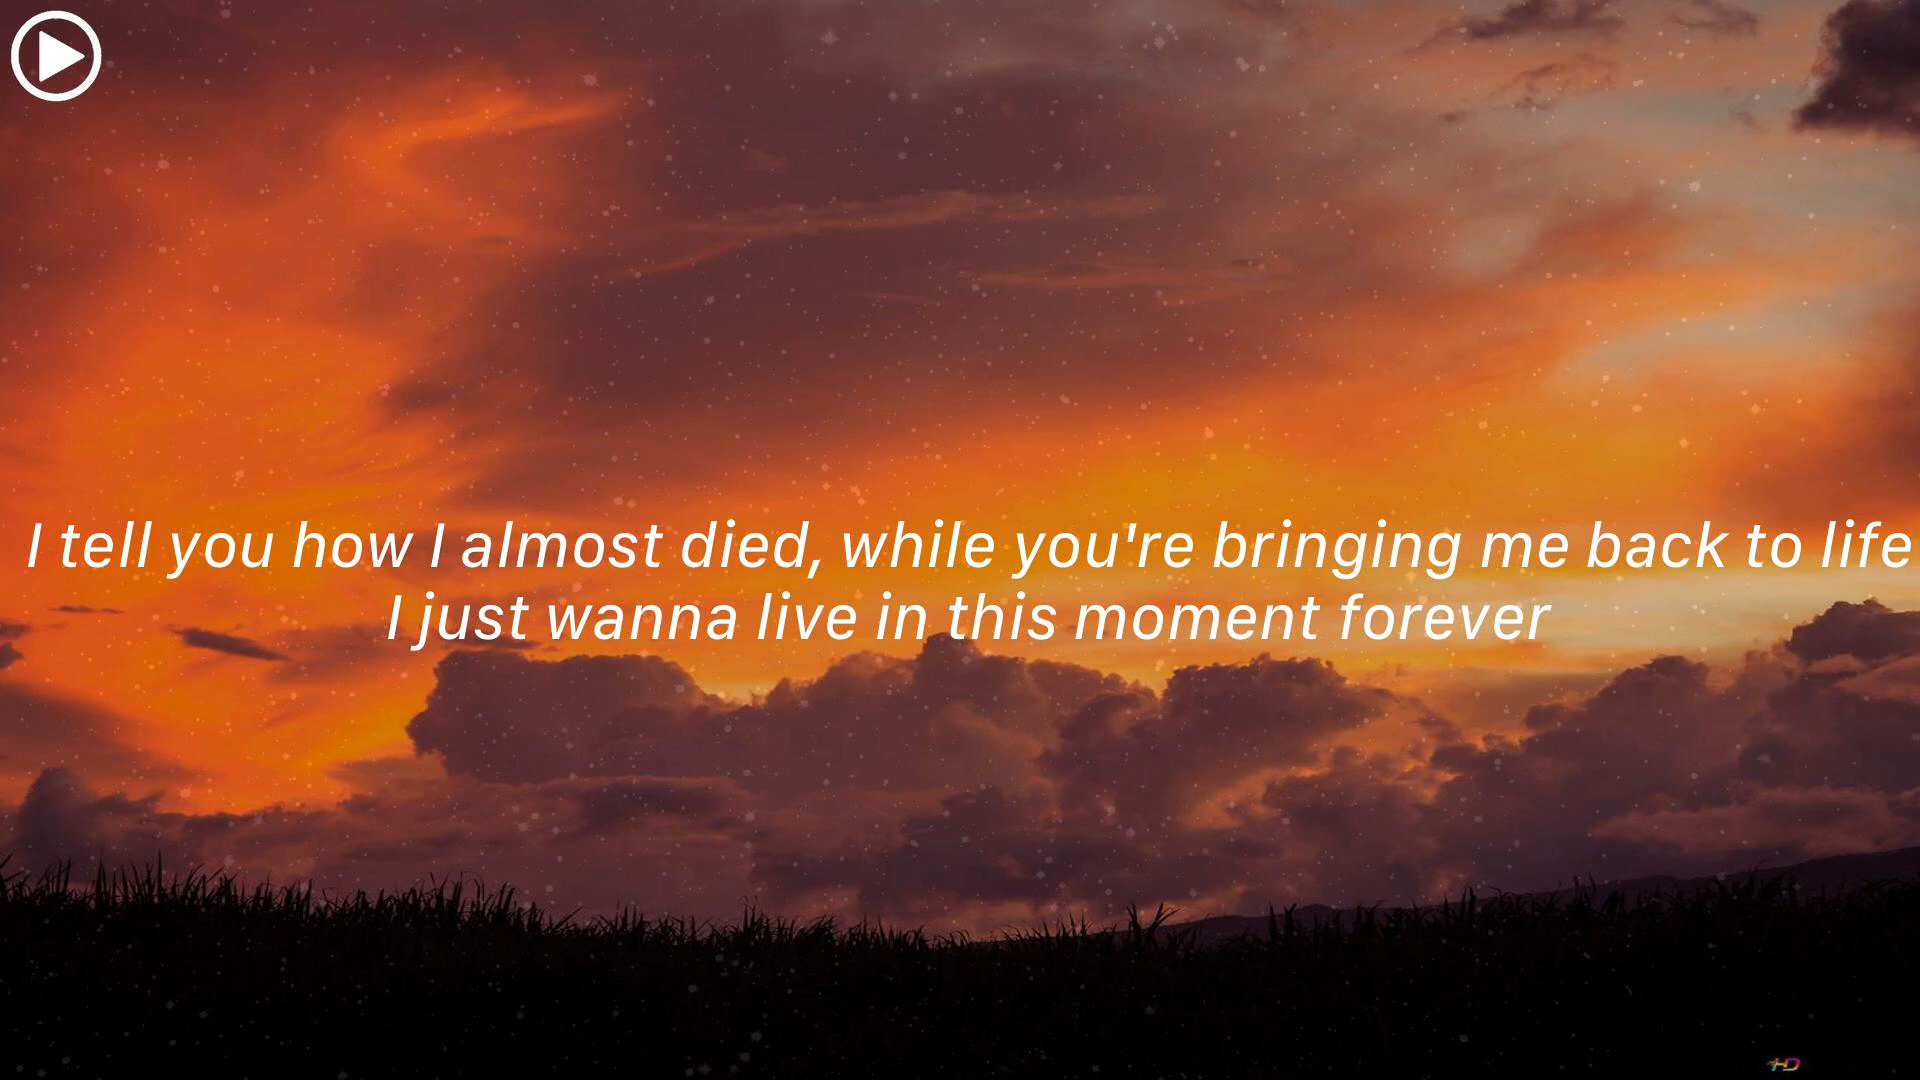 I tell you how I almost died, while you're bringing me back to life
I just wanna live in this moment forever
HD